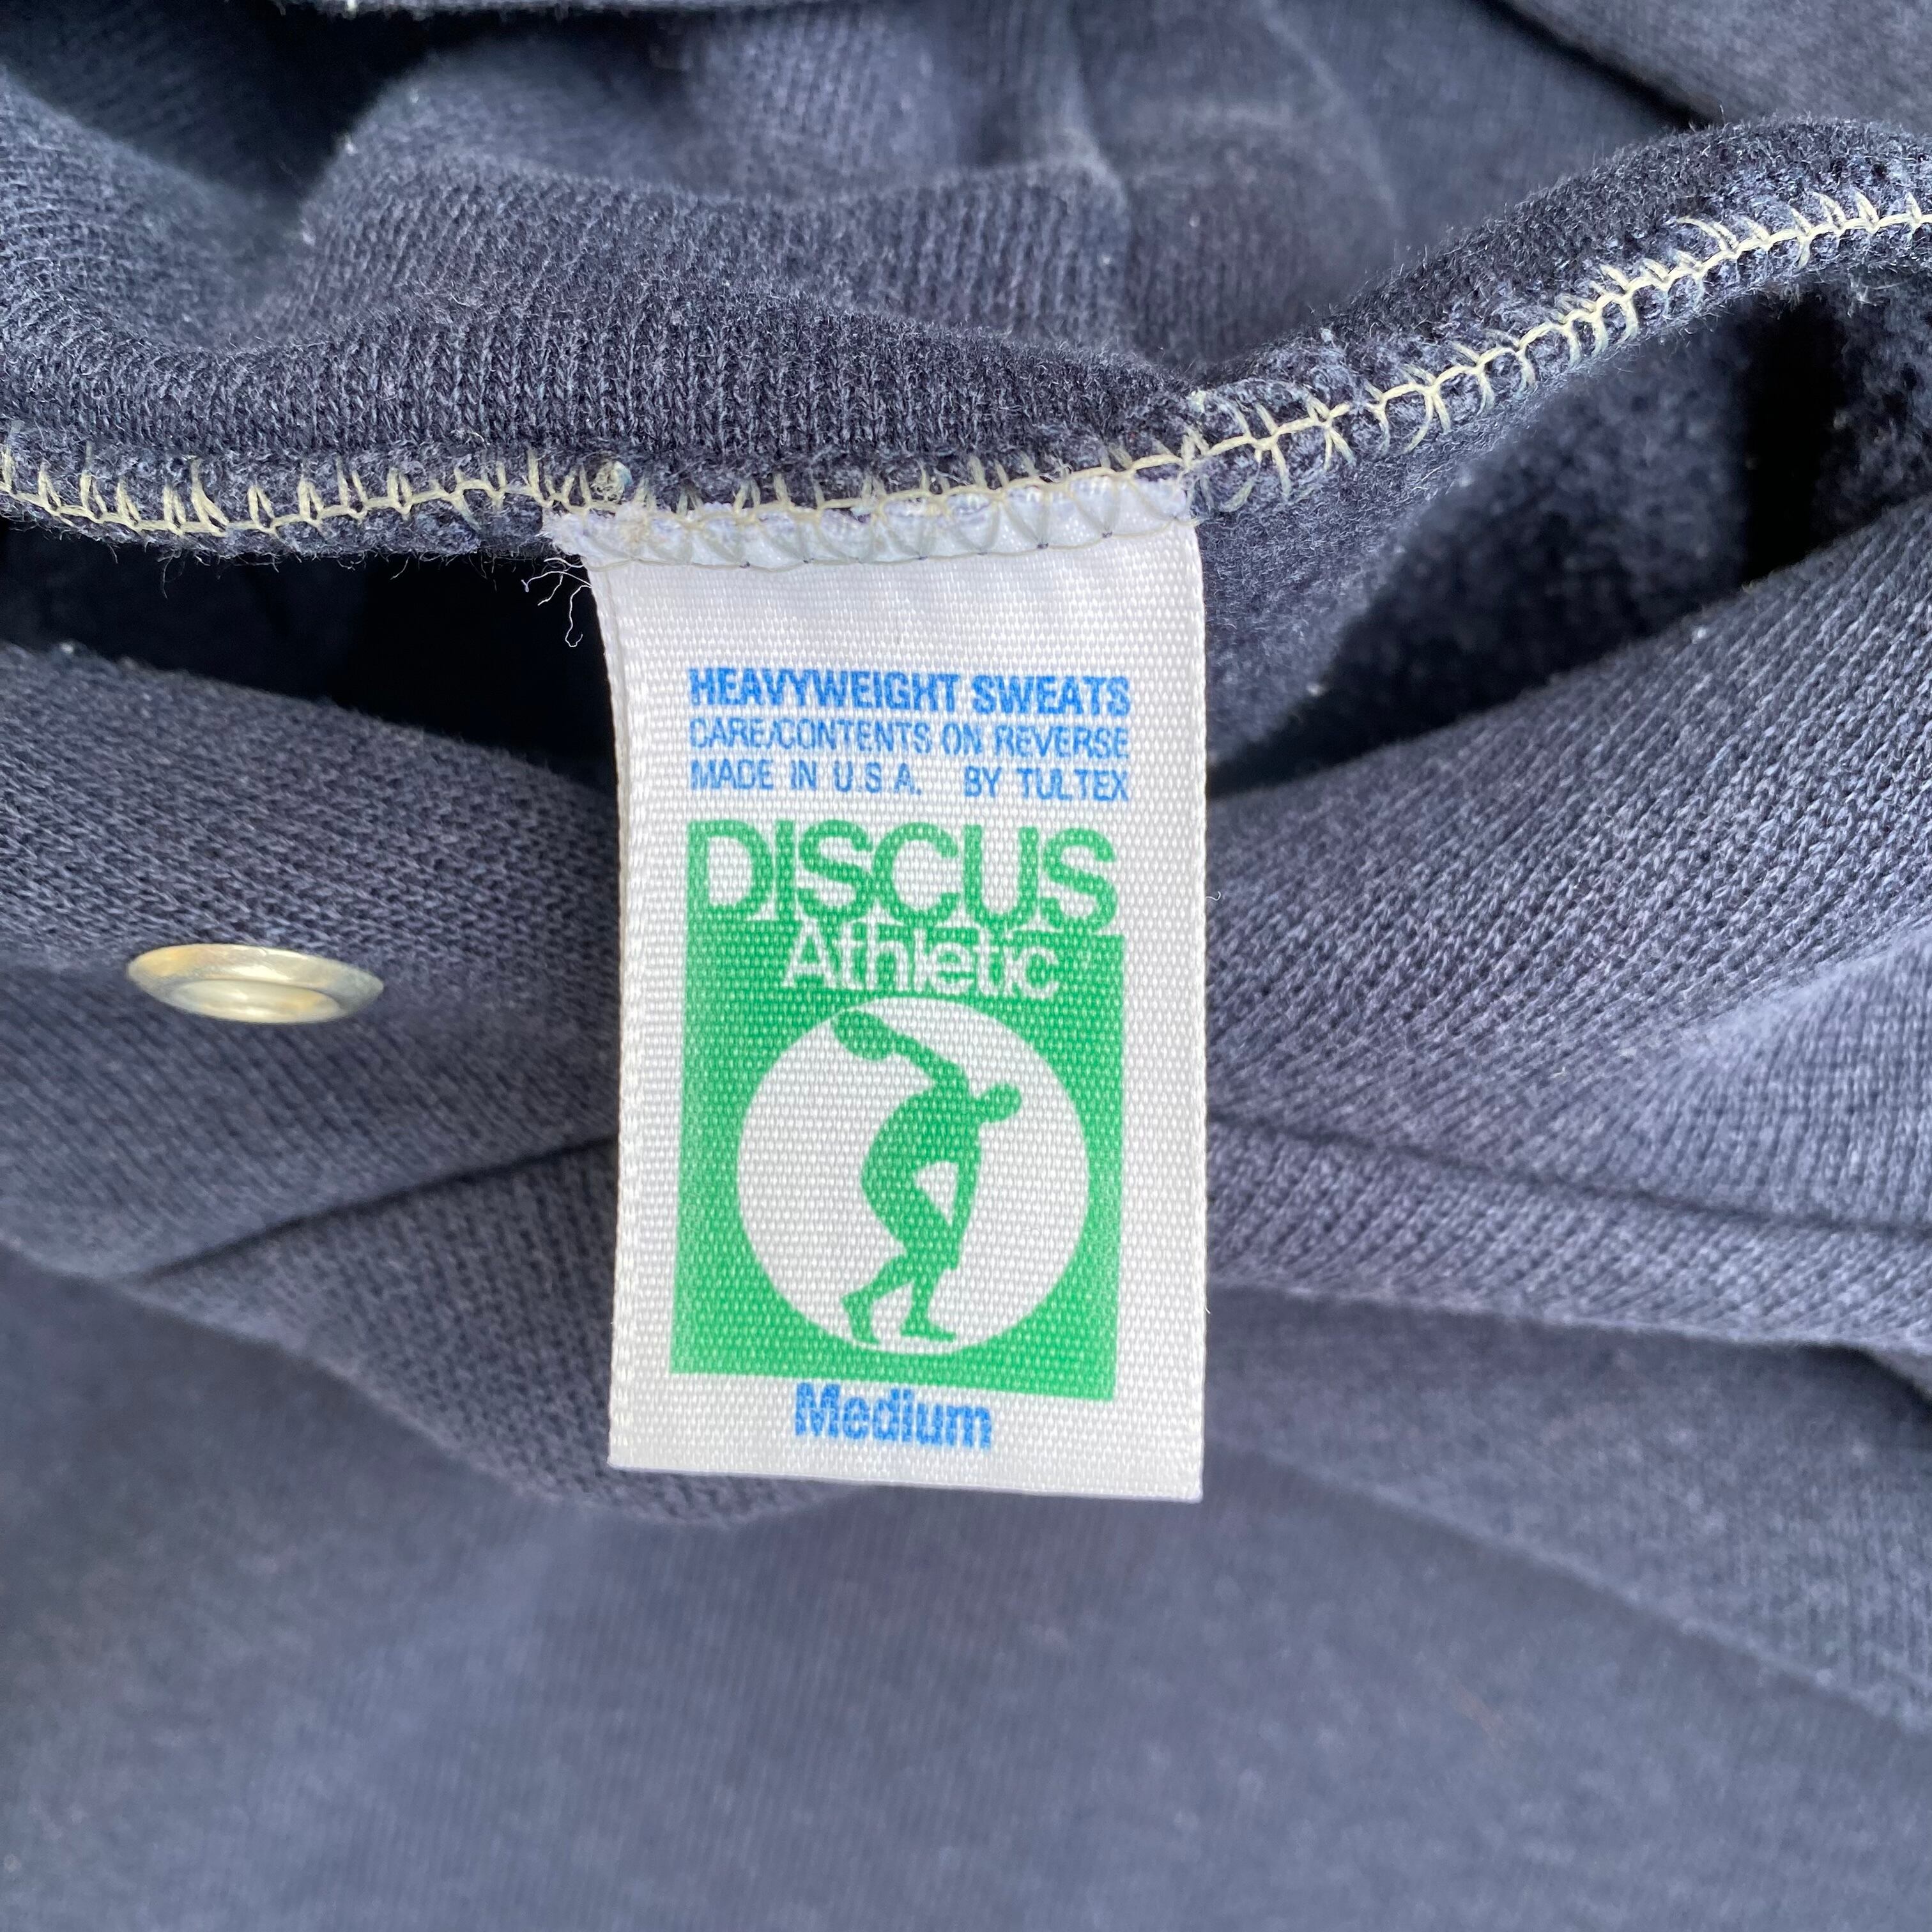 HEAVYWEIGHT SWEATS
CARE/CONTENTS ON REVERSE
MADE IN U.S.A. BY TULTEX
DISCUS
Athletic
Medium